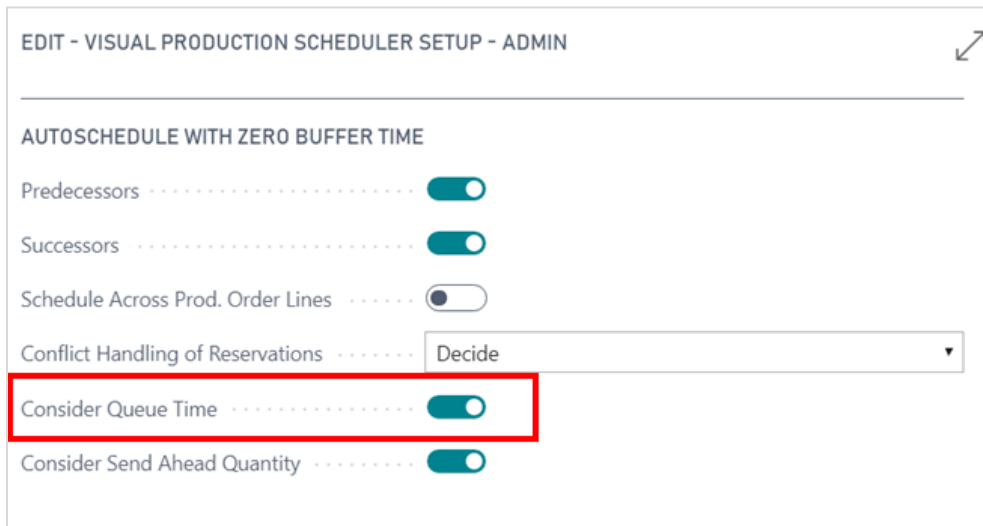 EDIT - VISUAL PRODUCTION SCHEDULER SETUP - ADMIN
AUTOSCHEDULE WITH ZERO BUFFER TIME
Predecessors
Successors
Schedule Across Prod. Order Lines
Conflict Handling of Reservations Decide
Consider Queue Time
Consider Send Ahead Quantity